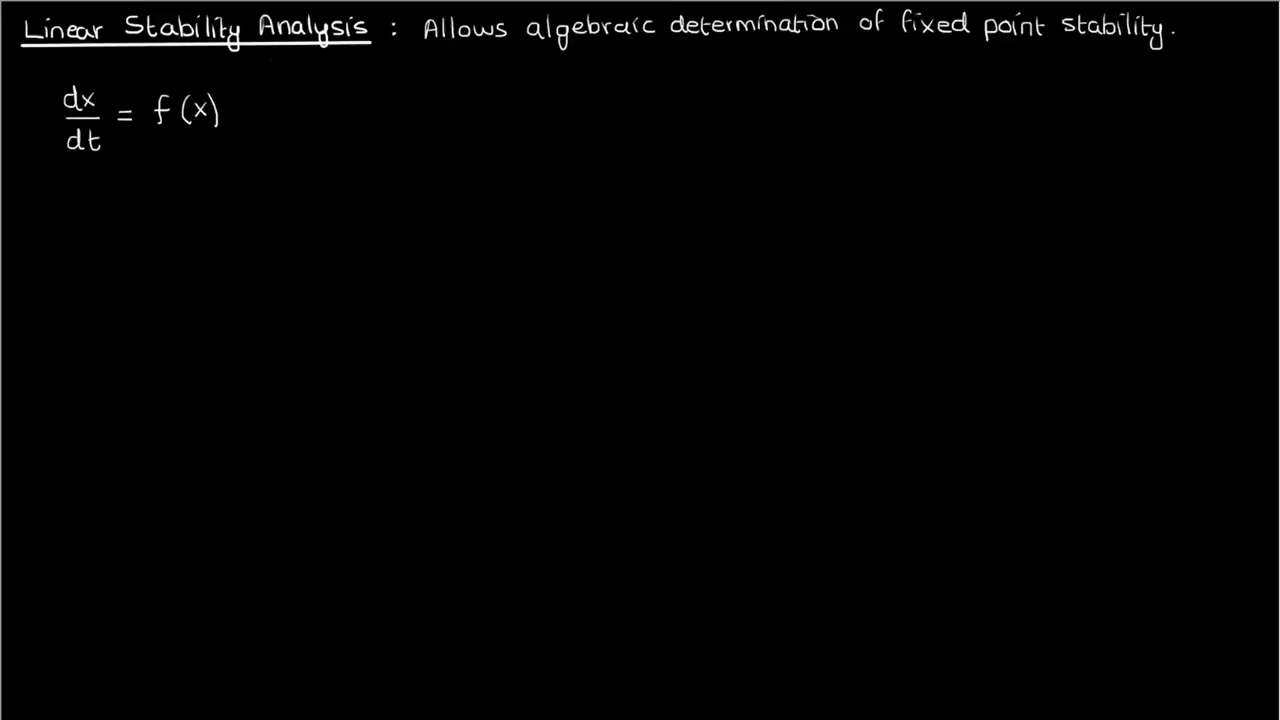 Linear Stability Analysis : Allows algebraic determination of fixed point stability.
dx/dt = f(x)